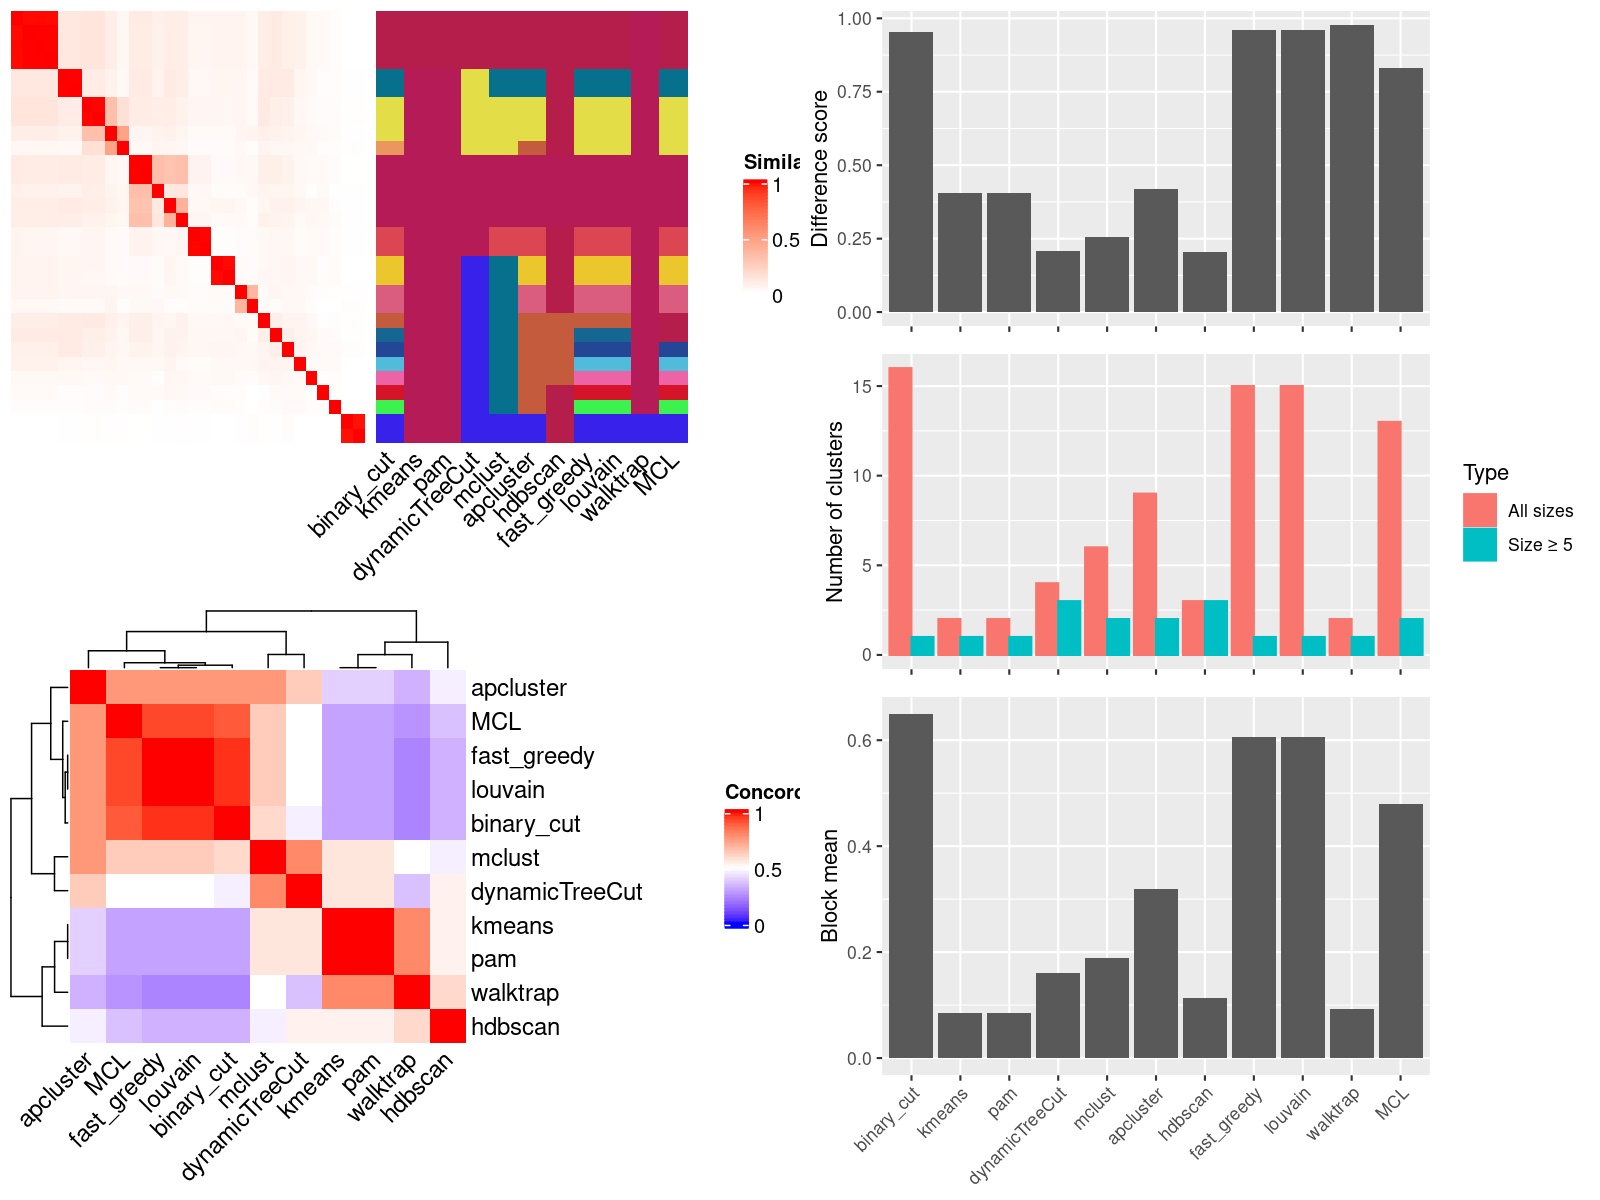 Simila
1
0.5
0
binary_cut
kmeans
pam
dynamicTreeCut
mclust
apcluster
hdbscan
fast_greedy
louvain
walktrap
MCL
Difference score
1.00
0.75
0.50
0.25
0.00
Number of clusters
15
10
5
0
Type
All sizes
Size ≥ 5
Block mean
0.6
0.4
0.2
0.0
binary_cut
kmeans
pam
dynamicTreeCut
mclust
apcluster
hdbscan
fast_greedy
louvain
walktrap
MCL
apcluster
MCL
fast_greedy
louvain
binary_cut
mclust
dynamicTreeCut
kmeans
pam
walktrap
hdbscan
Concord
1
0.5
0
apcluster
MCL
fast_greedy
louvain
binary_cut
mclust
dynamicTreeCut
kmeans
pam
walktrap
hdbscan